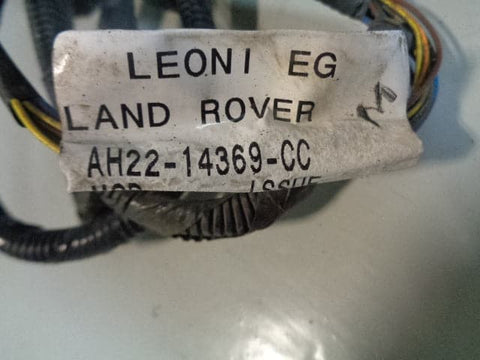 LEONI EG
LAND ROVER
AH22-14369-CC